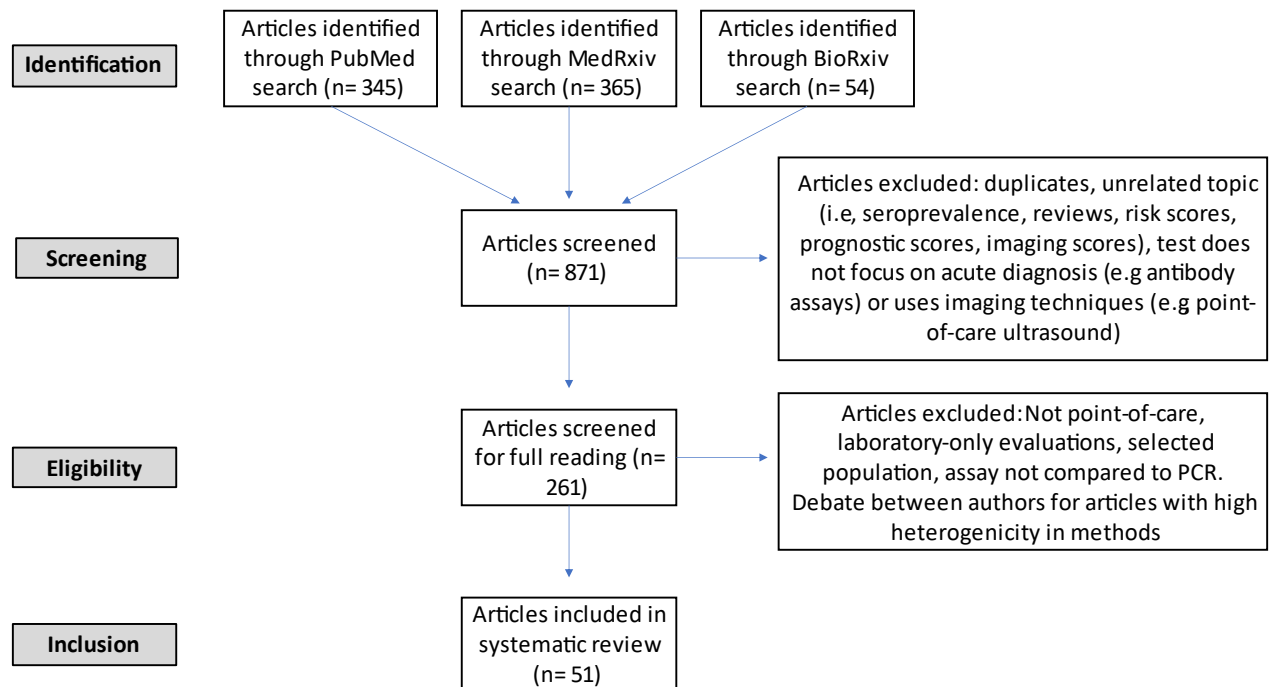 Identification
Articles identified
through PubMed
search (n= 345)
Articles identified
through MedRxiv
search (n= 365)
Articles identified
through BioRxiv
search (n= 54)
Screening
Articles screened
(n= 871)
Articles excluded: duplicates, unrelated topic
(i.e, seroprevalence, reviews, risk scores,
prognostic scores, imaging scores), test does
not focus on acute diagnosis (e.g antibody
assays) or uses imaging techniques (e.g point-
of-care ultrasound)
Eligibility
Articles screened
for full reading (n=
261)
Articles excluded: Not point-of-care,
laboratory-only evaluations, selected
population, assay not compared to PCR.
Debate between authors for articles with high
heterogenicity in methods
Inclusion
Articles included in
systematic review
(n= 51)